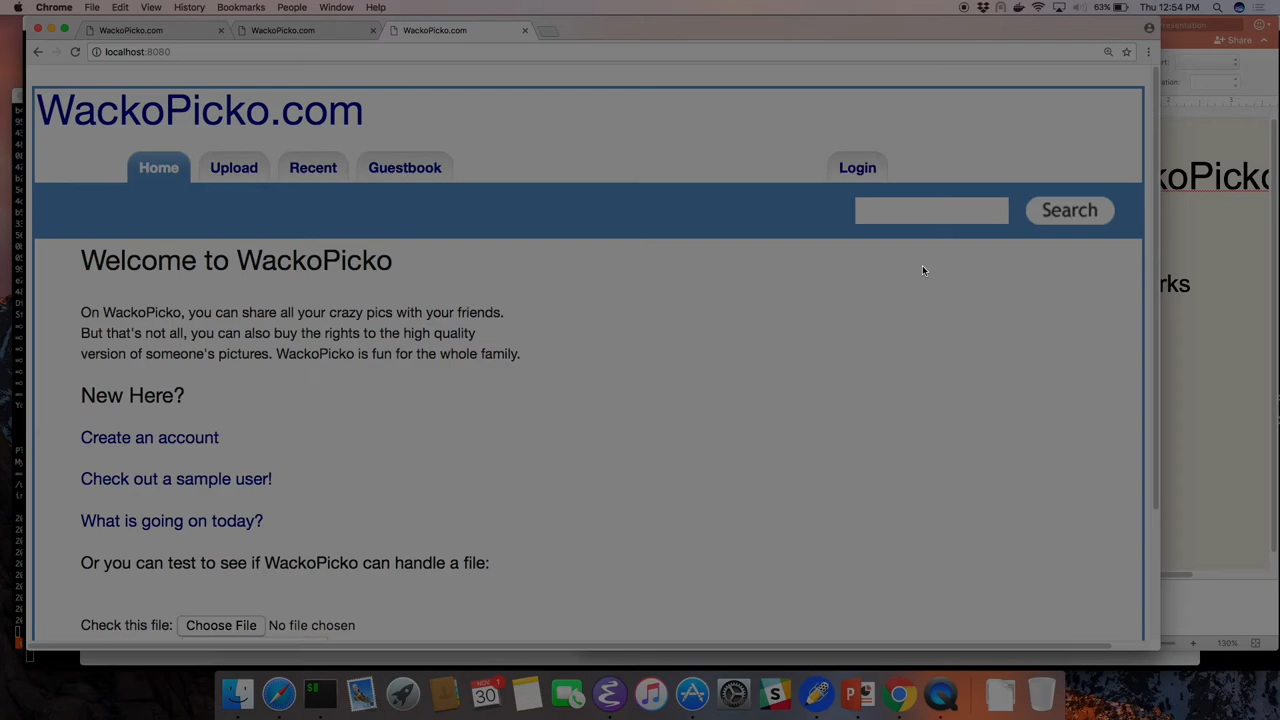 Chrome File Edit View History Bookmarks People Window Help 63% Thu 12:54 PM
WackoPicko.com WackoPicko.com WackoPicko.com
localhost:8080
Share
WackoPicko.com
Home Upload Recent Guestbook Login
Search
Welcome to WackoPicko
On WackoPicko, you can share all your crazy pics with your friends.
But that's not all, you can also buy the rights to the high quality
version of someone's pictures. WackoPicko is fun for the whole family.
New Here?
Create an account
Check out a sample user!
What is going on today?
Or you can test to see if WackoPicko can handle a file:
Check this file: Choose File No file chosen
130%
NOV
30